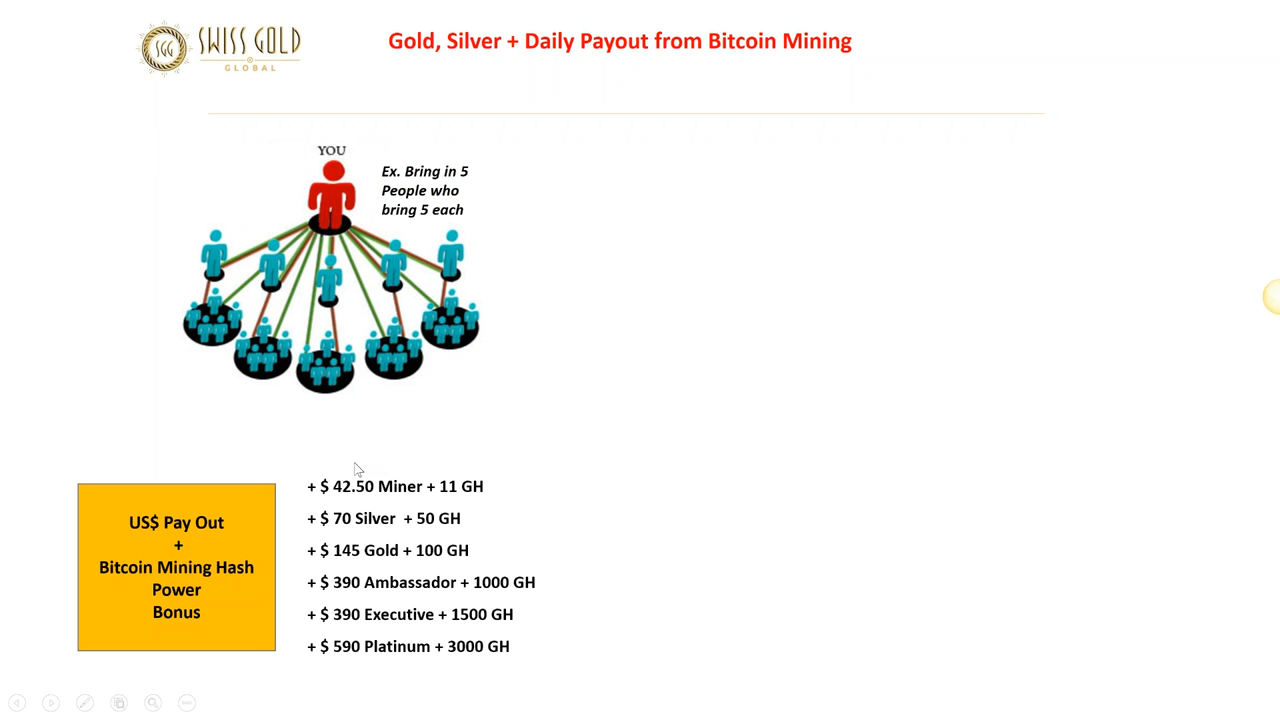 SGG
SWISS GOLD
GLOBAL
Gold, Silver + Daily Payout from Bitcoin Mining
YOU
Ex. Bring in 5
People who
bring 5 each
US$ Pay Out
+
Bitcoin Mining Hash
Power
Bonus
+ $ 42.50 Miner + 11 GH
+ $ 70 Silver + 50 GH
+ $ 145 Gold + 100 GH
+ $ 390 Ambassador + 1000 GH
+ $ 390 Executive + 1500 GH
+ $ 590 Platinum + 3000 GH